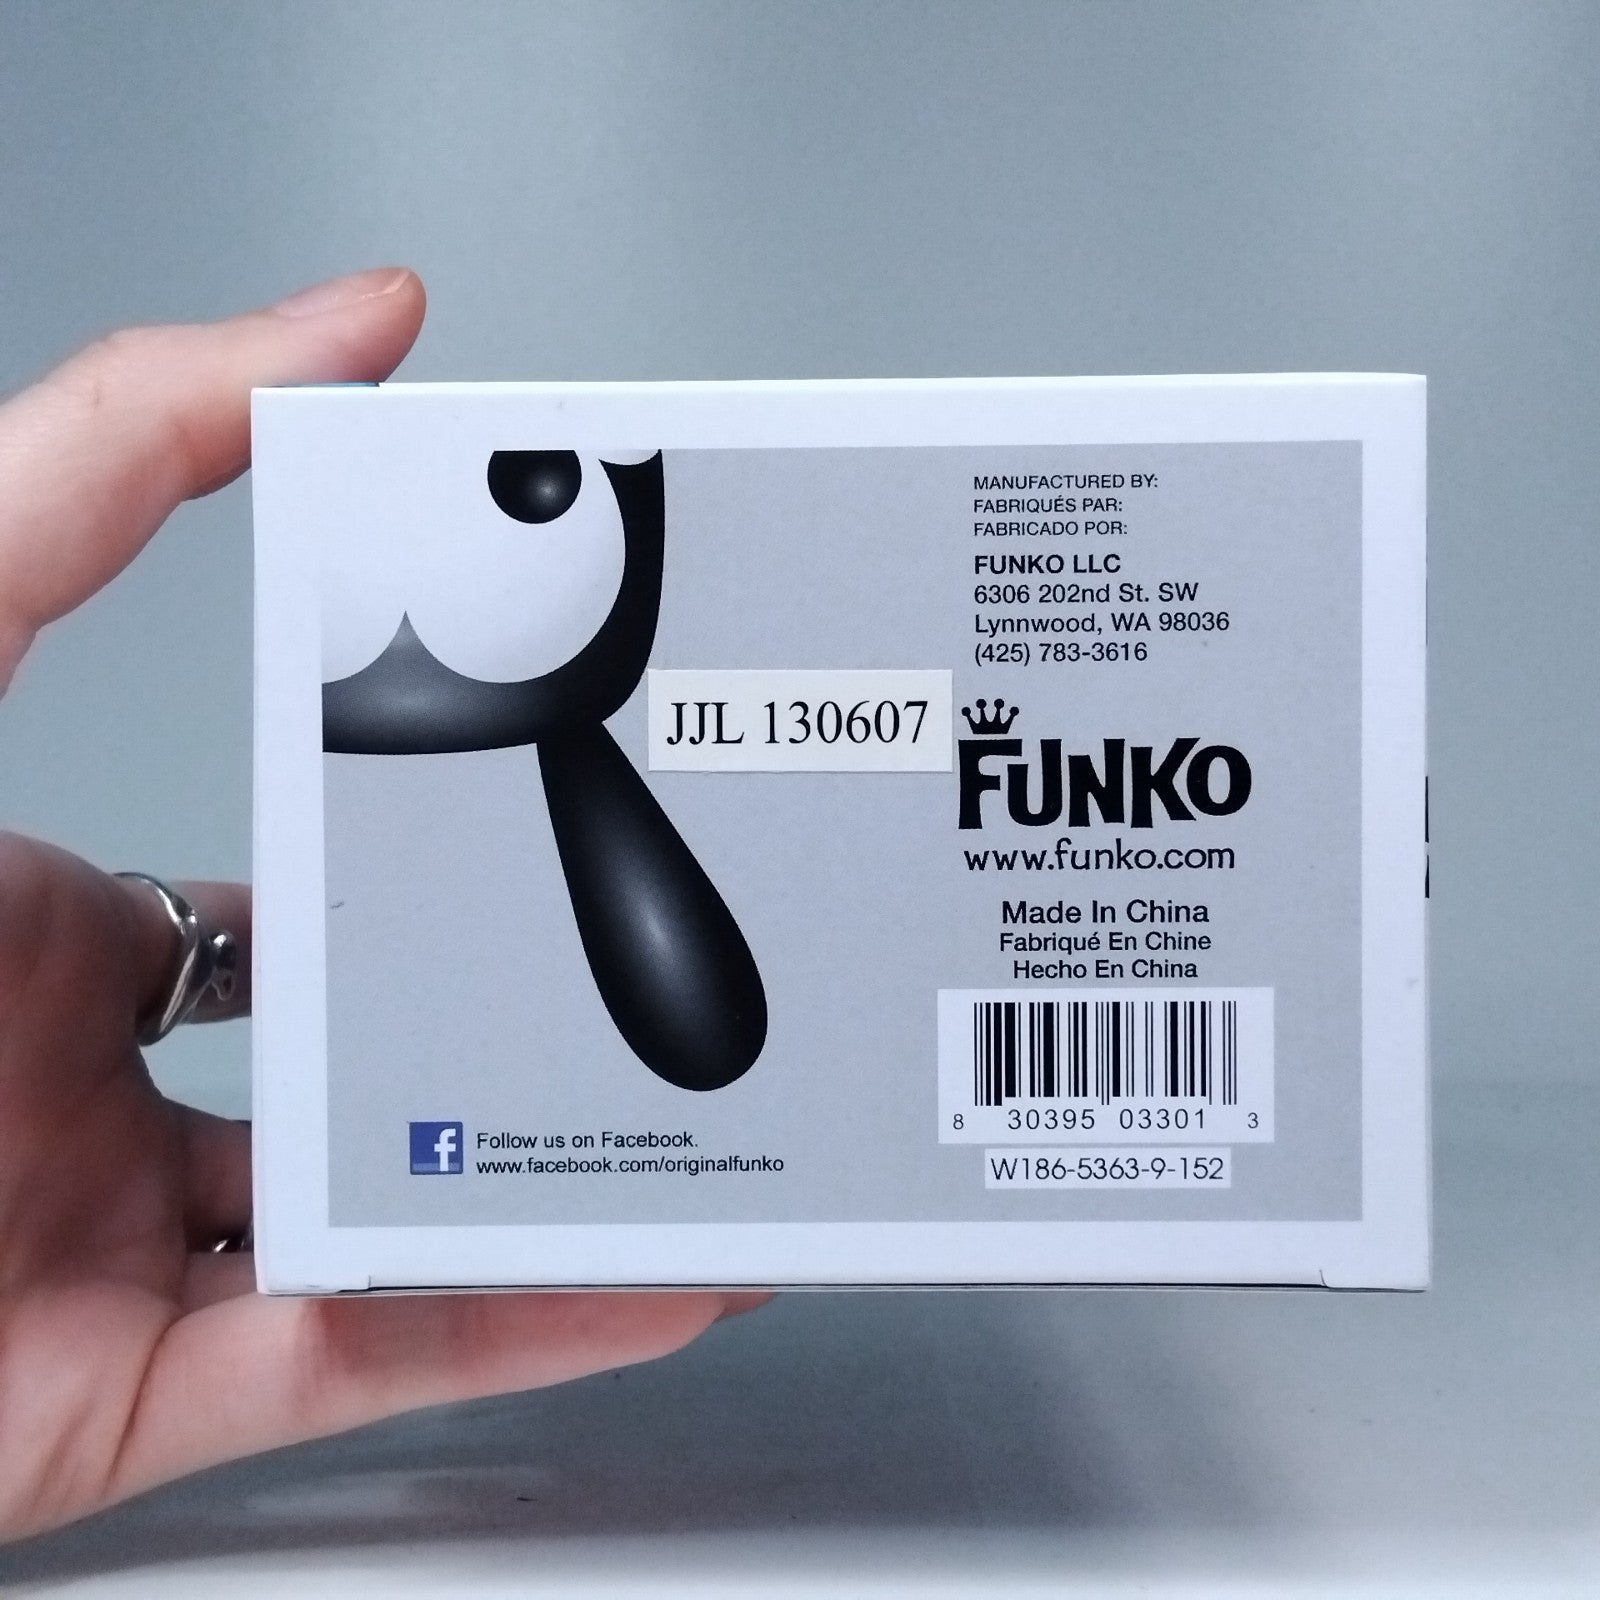 MANUFACTURED BY:
FABRIQUÉS PAR:
FABRICADO POR:
FUNKO LLC
6306 202nd St. SW
Lynnwood, WA 98036
(425) 783-3616
JJL 130607
FUNKO
www.funko.com
Made In China
Fabriqué En Chine
Hecho En China
8 30395 03301 3
W186-5363-9-152
f
Follow us on Facebook.
www.facebook.com/originalfunko